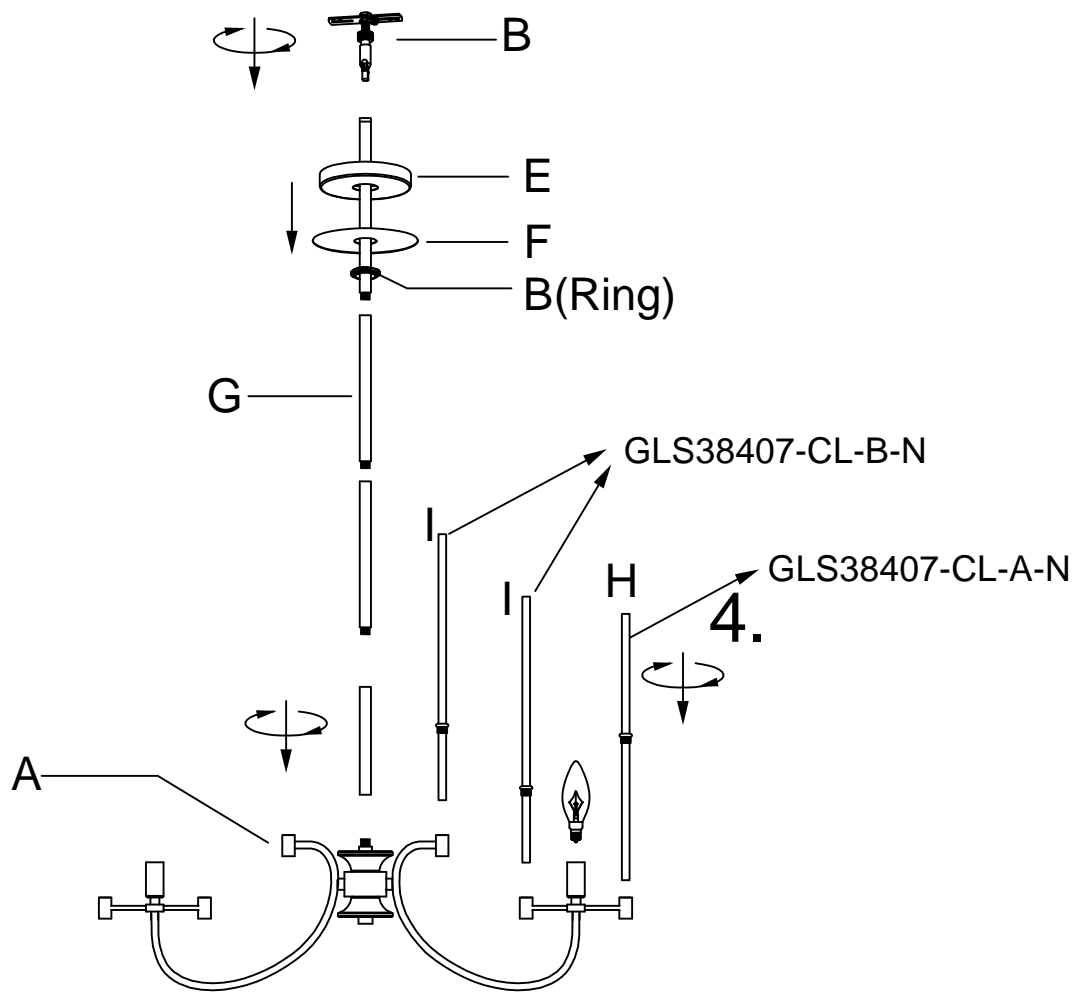 B
E
F
B(Ring)
G
GLS38407-CL-B-N
I
GLS38407-CL-A-N
I
H
4.
A